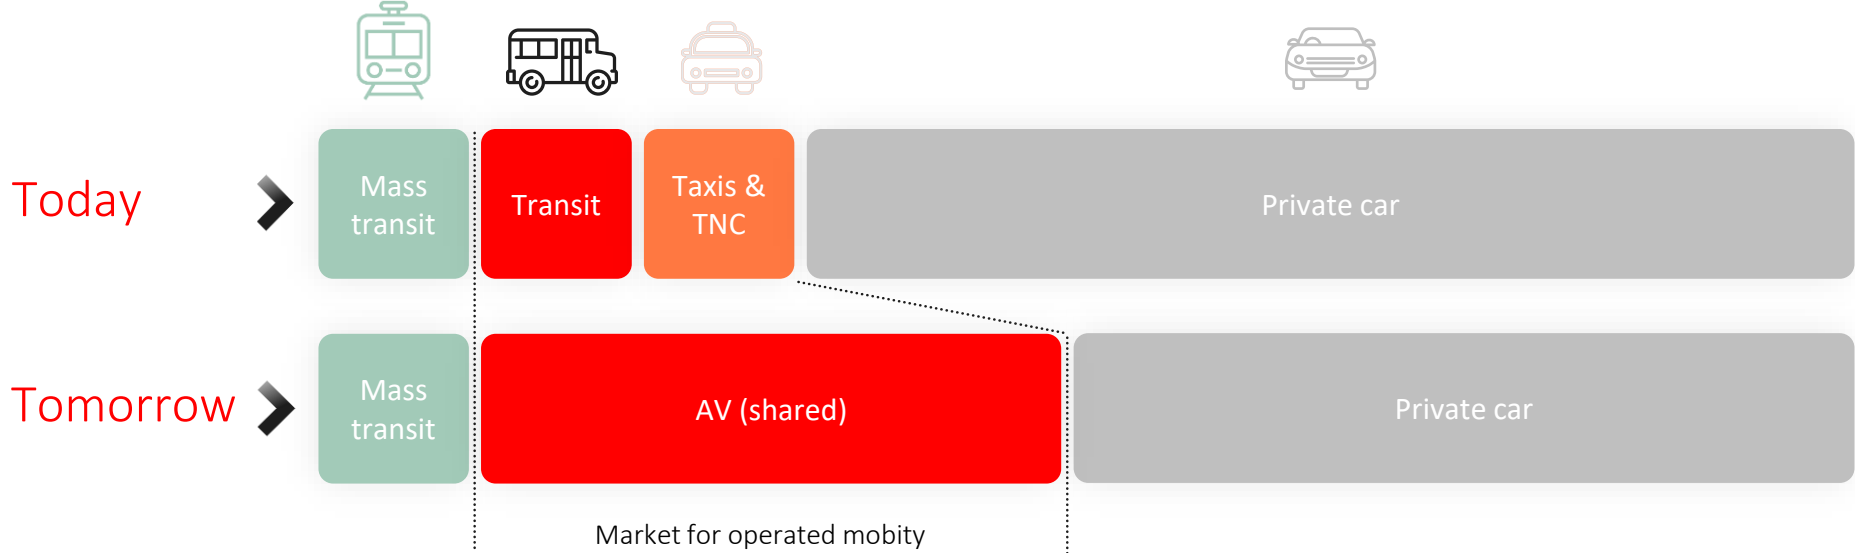 Today
Mass
transit
Transit
Taxis &
TNC
Private car
Tomorrow
Mass
transit
AV (shared)
Private car
Market for operated mobity